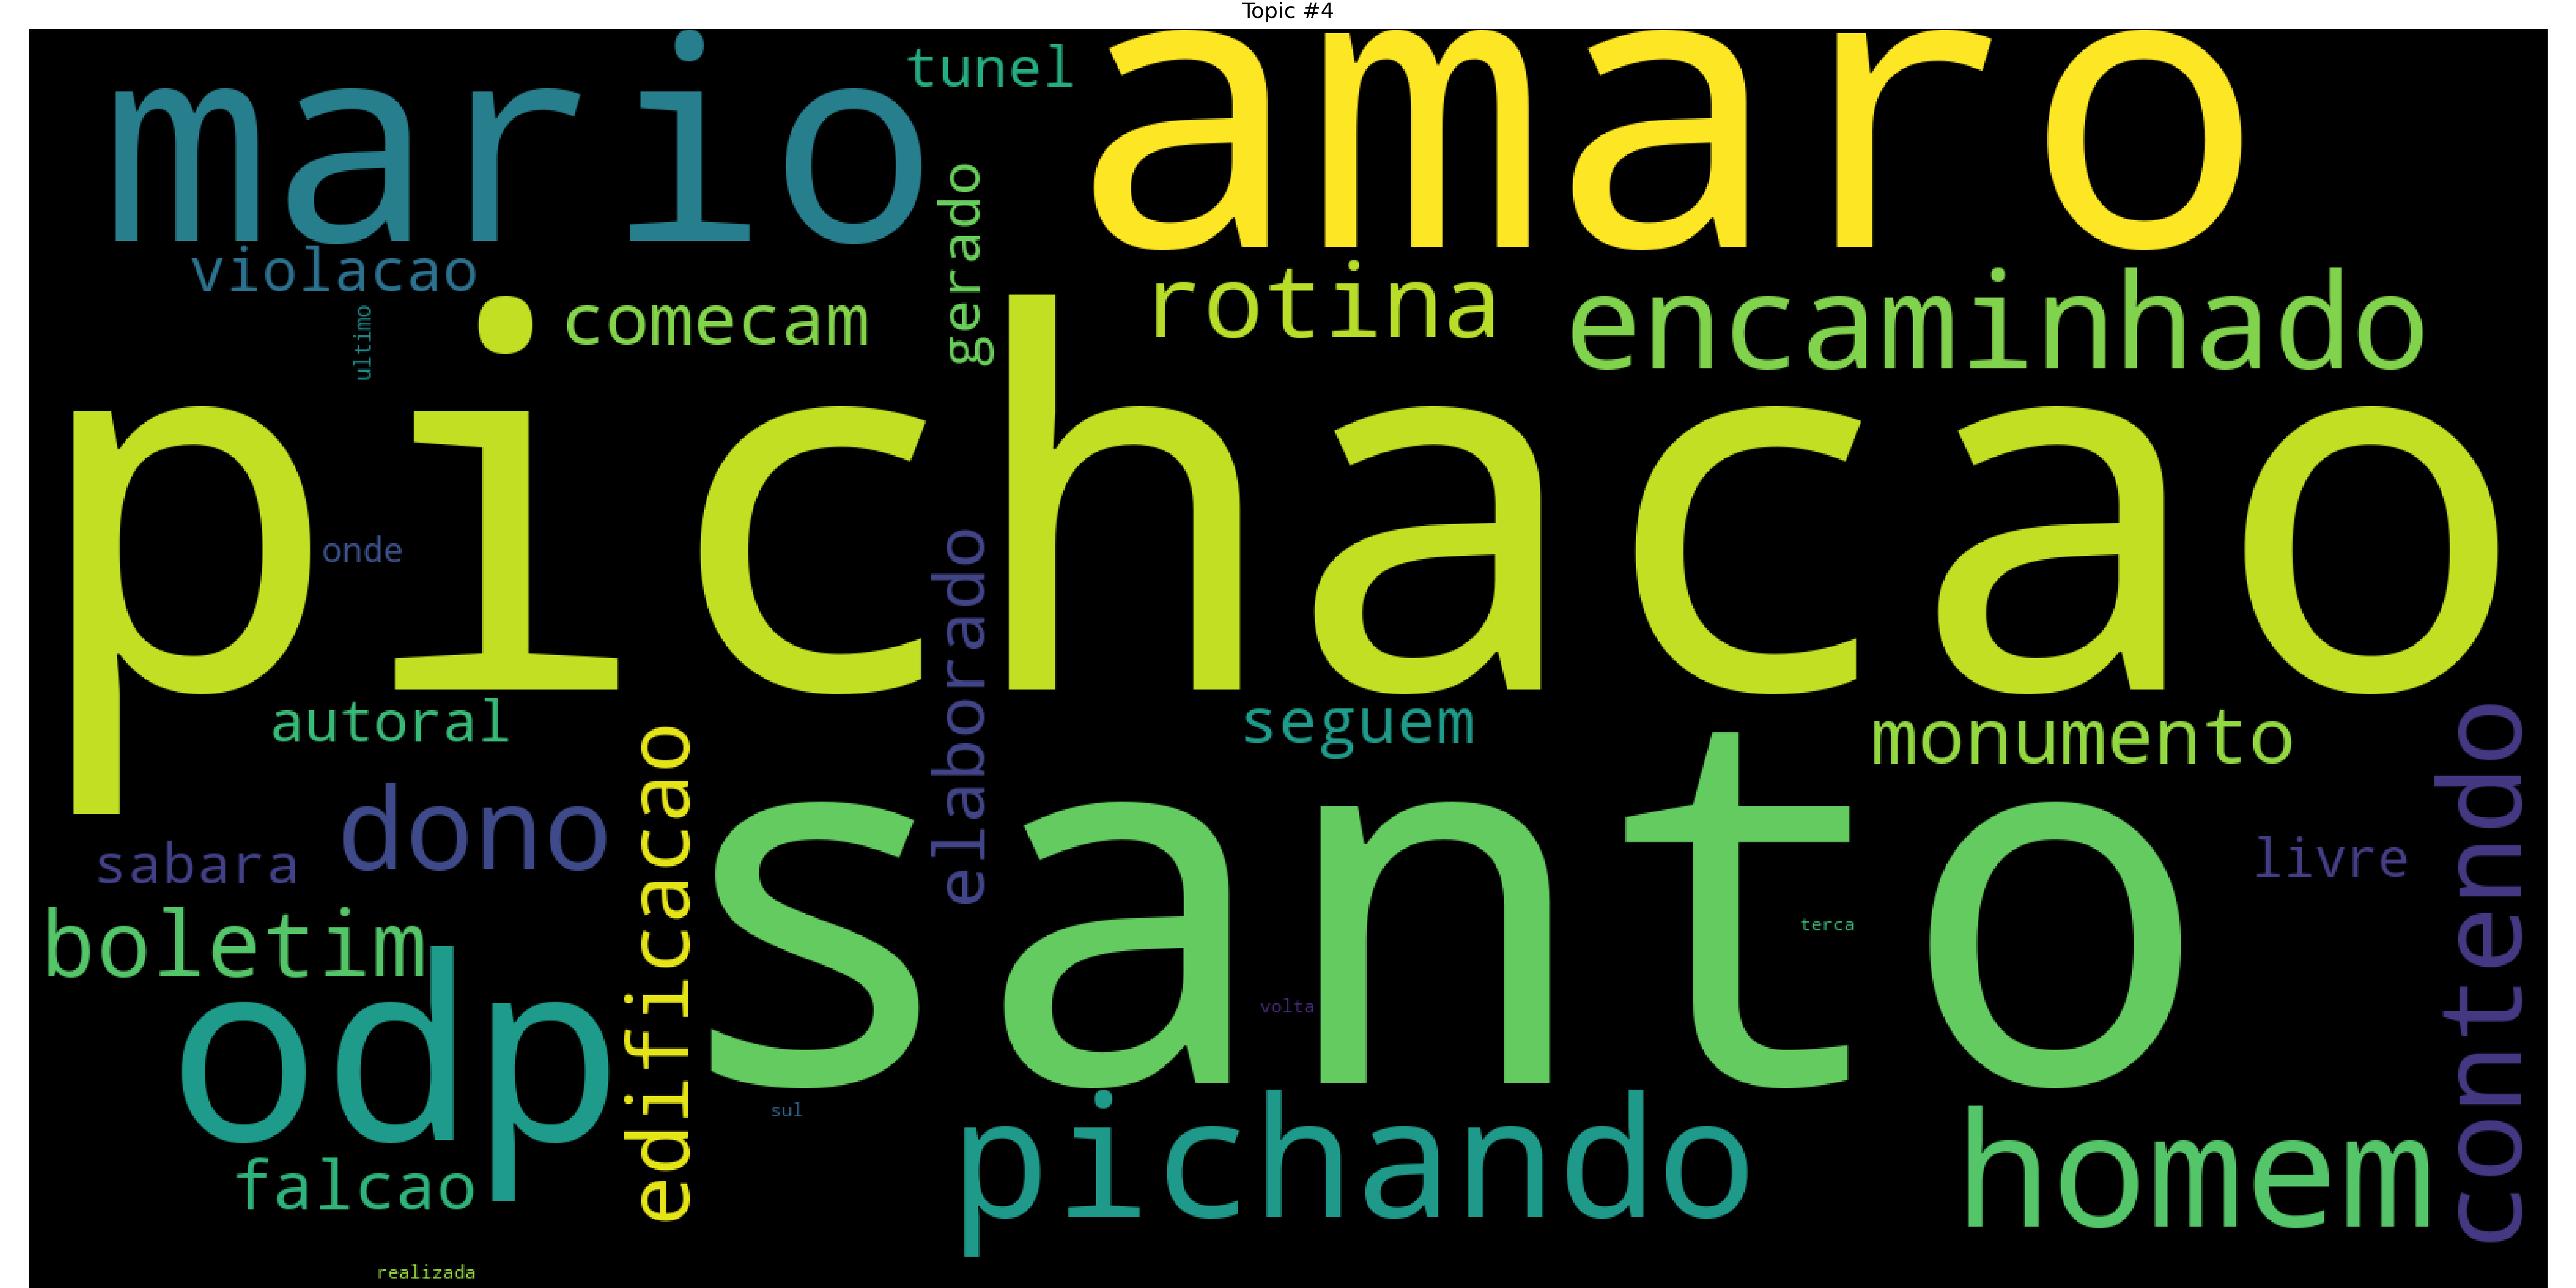 Topic #4
mario
tunel
amaro
violacao
gerado
rotina
encaminhado
ultimo
comecam
pichacao
onde
elaborado
autoral
seguem
monumento
contendo
dono
edificacao
santo
sabara
livre
boletim
terca
odp
volta
sul
pichando
homem
falcao
realizada